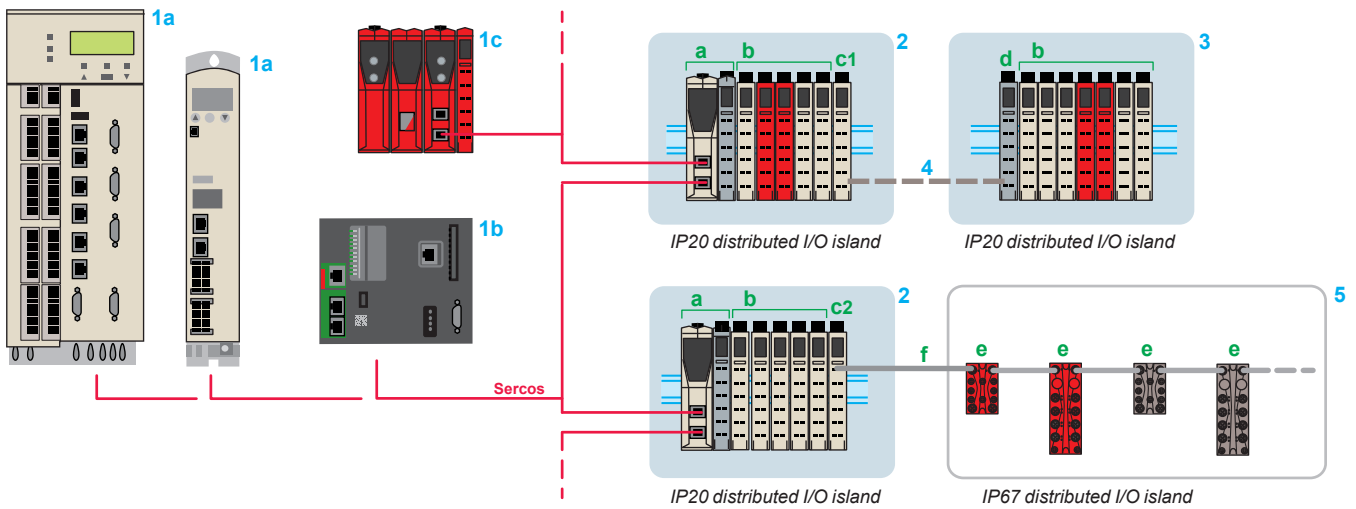 1a
1a
1c
2
3
a b c1
d b
4
IP20 distributed I/O island
IP20 distributed I/O island
1b
2
5
a b c2
f e e e e
Sercos
IP20 distributed I/O island
IP67 distributed I/O island